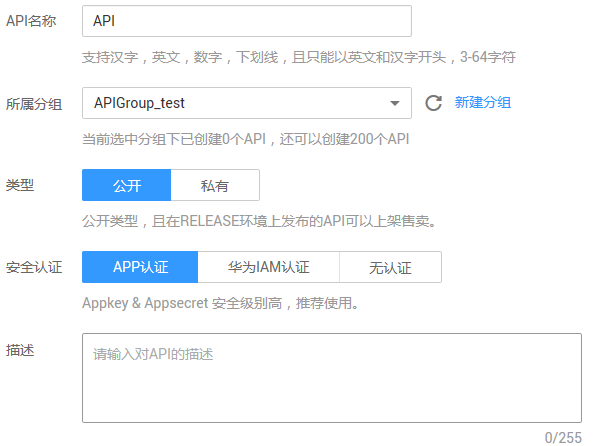 API名称
API
支持汉字，英文，数字，下划线，且只能以英文和汉字开头，3-64字符
所属分组
APIGroup_test
新建分组
当前选中分组下已创建0个API，还可以创建200个API
类型
公开
私有
公开类型，且在RELEASE环境上发布的API可以上架售卖。
安全认证
APP认证
华为IAM认证
无认证
Appkey & Appsecret 安全级别高，推荐使用。
描述
请输入对API的描述
0/255